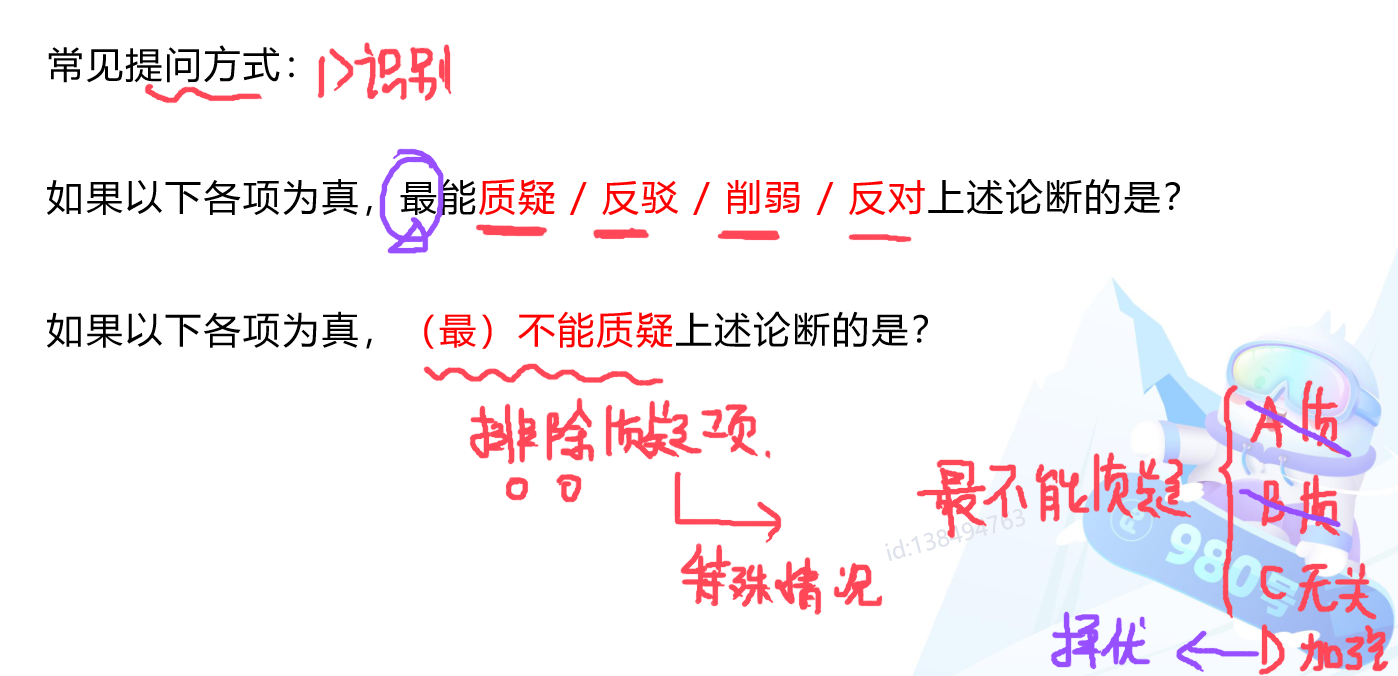 常见提问方式：1>识别
如果以下各项为真，最能质疑 / 反驳 / 削弱 / 反对上述论断的是？
如果以下各项为真，（最）不能质疑上述论断的是？
排除质疑项.
特殊情况
最不能质疑
A 质
B 质
C 无关
D 加强
择优
id:138494763
980号